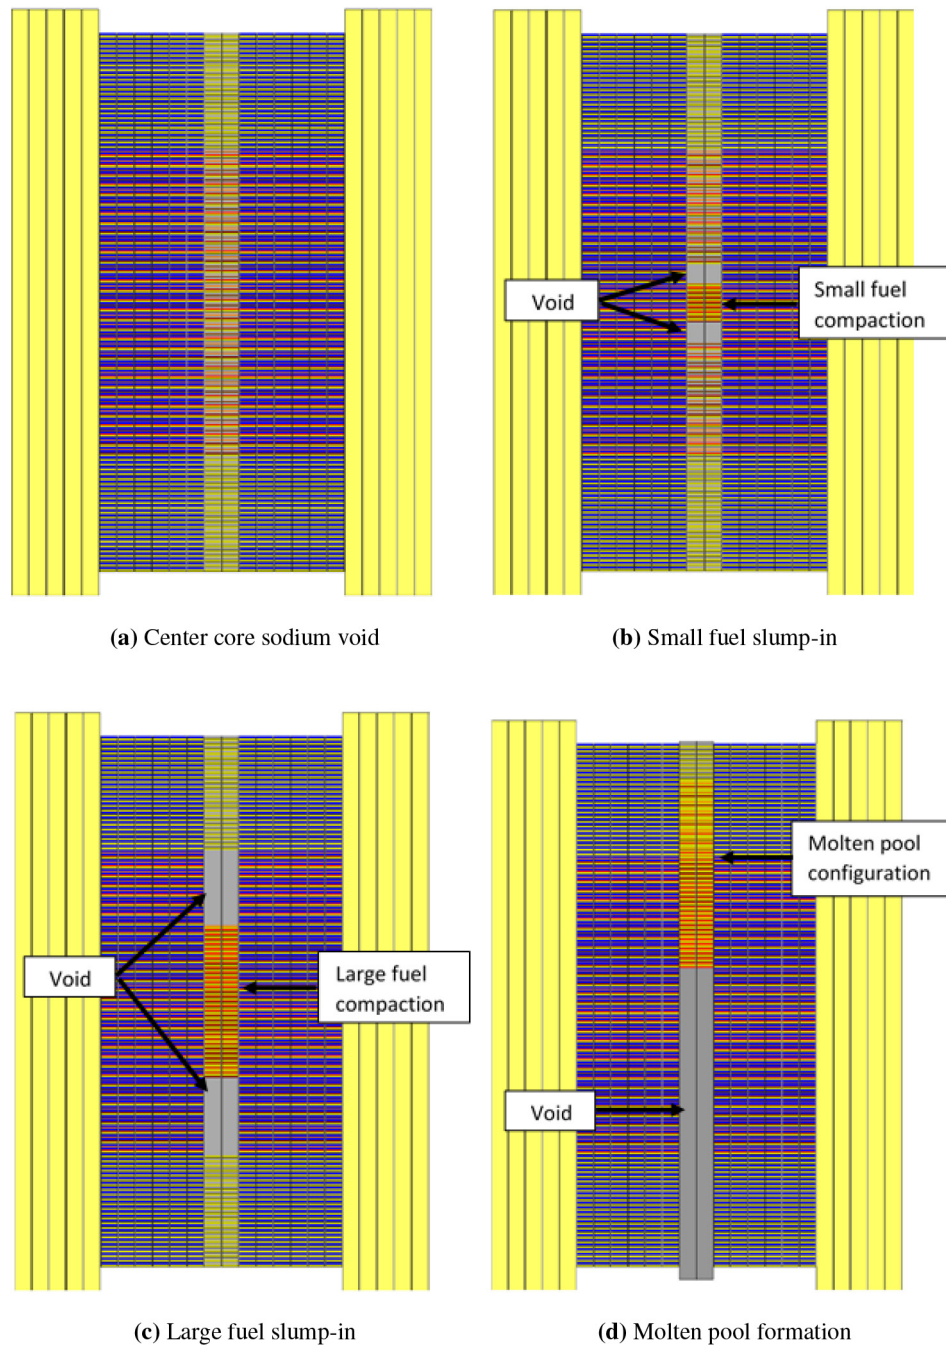 Void
Small fuel
compaction
(a) Center core sodium void
(b) Small fuel slump-in
Void
Large fuel
compaction
Molten pool
configuration
Void
(c) Large fuel slump-in
(d) Molten pool formation